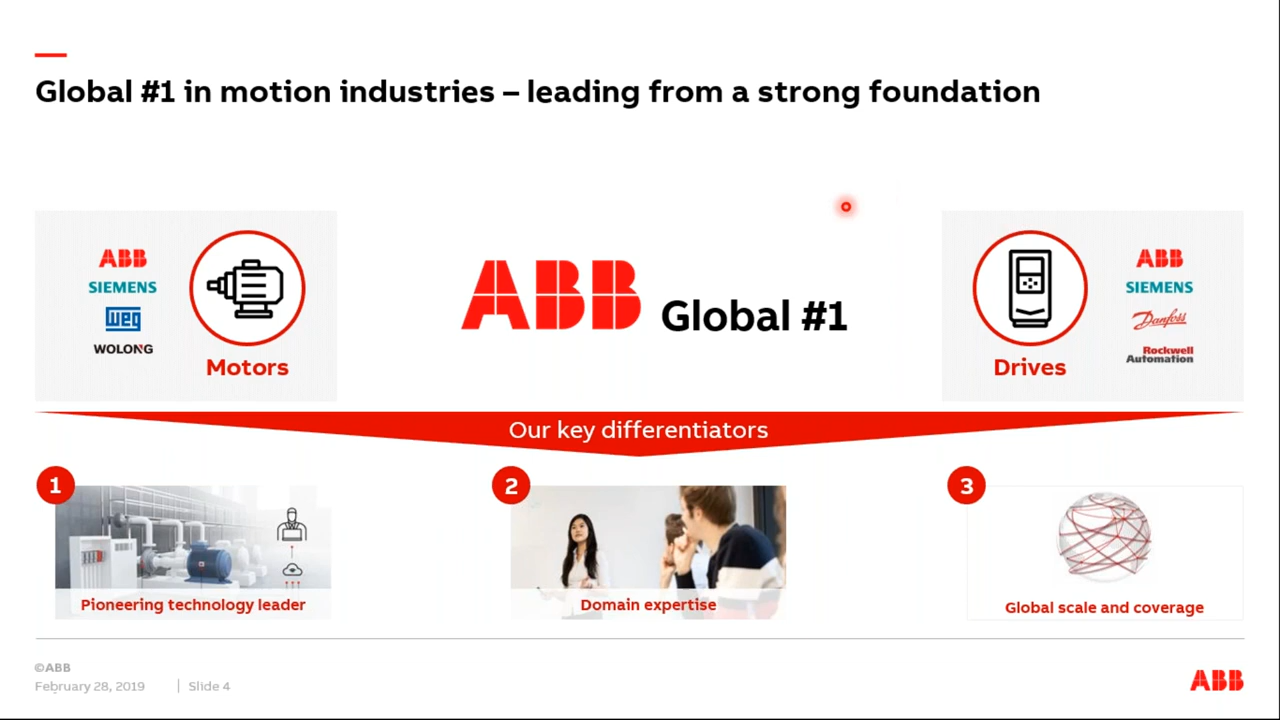 Global #1 in motion industries – leading from a strong foundation
ABB
SIEMENS
weg
WOLONG
Motors
ABB Global #1
Drives
ABB
SIEMENS
Danfoss
Rockwell
Automation
Our key differentiators
1
Pioneering technology leader
2
Domain expertise
3
Global scale and coverage
©ABB
February 28, 2019 | Slide 4
ABB